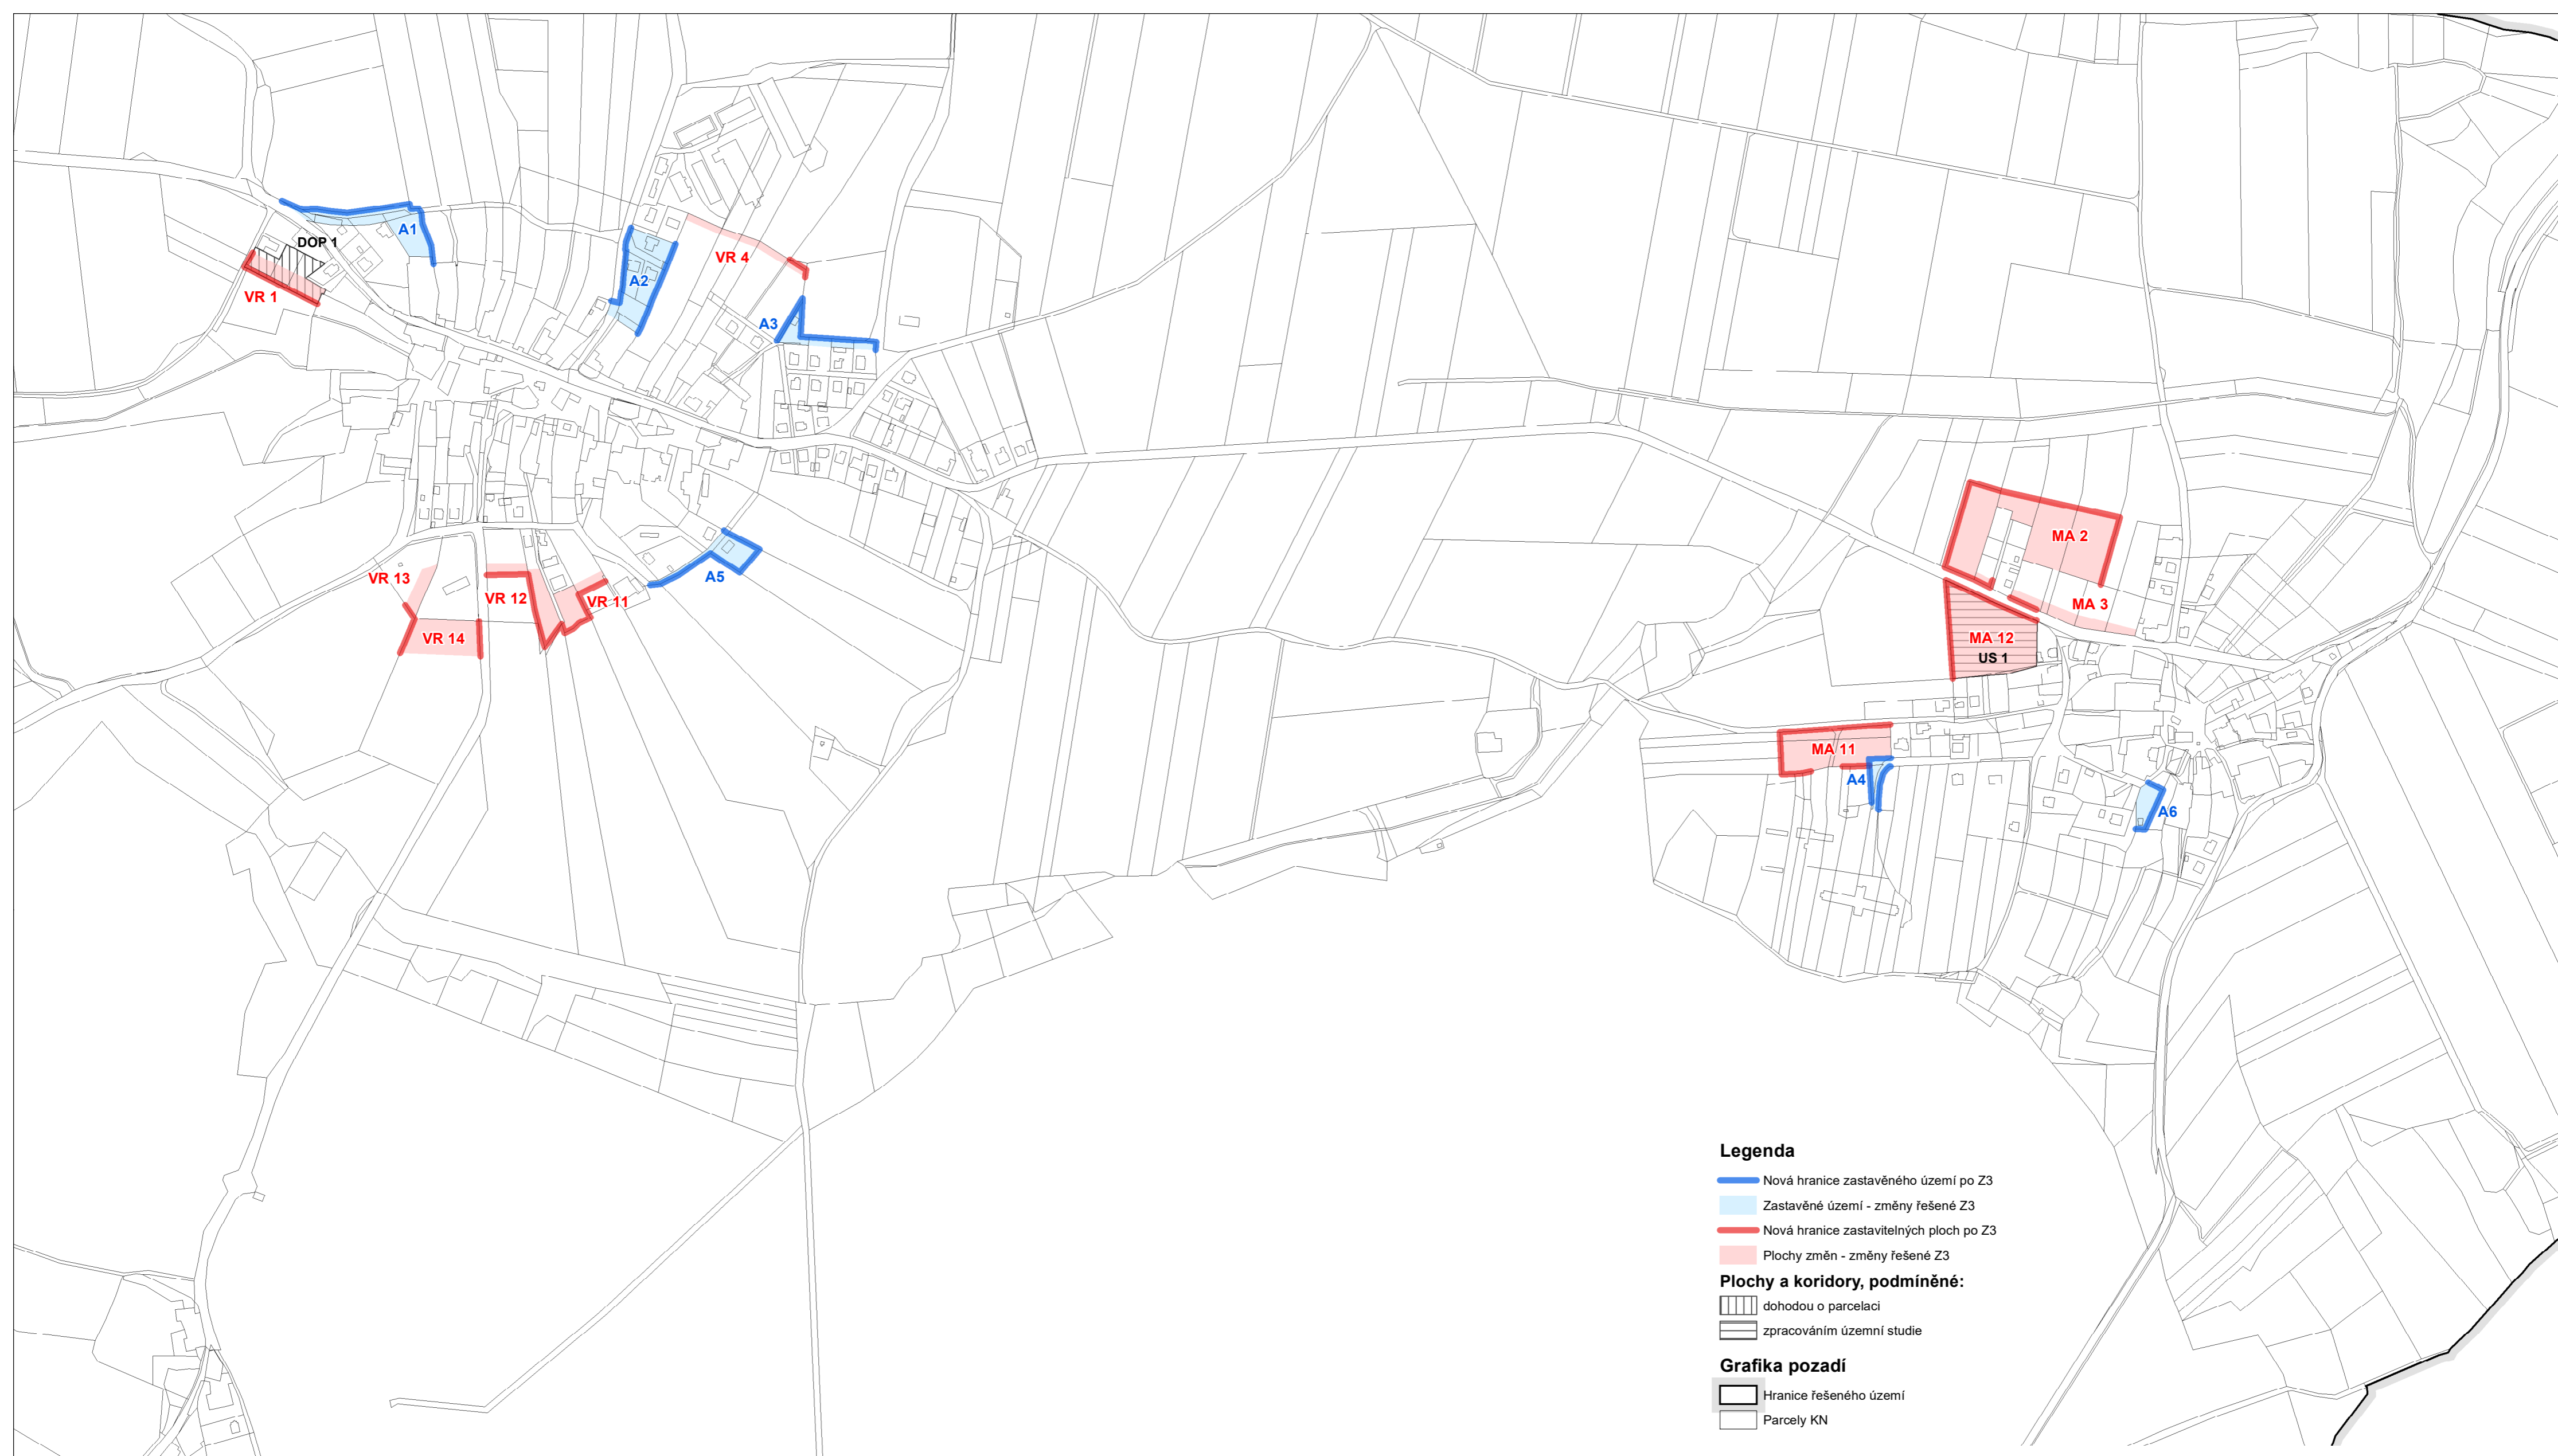 A1
DOP 1
VR 4
A2
VR 1
A3
MA 2
A5
VR 13
VR 12
VR 11
MA 3
VR 14
MA 12
US 1
MA 11
A4
A6
Legenda
Nová hranice zastavěného území po Z3
Zastavěné území - změny řešené Z3
Nová hranice zastavitelných ploch po Z3
Plochy změn - změny řešené Z3
Plochy a koridory, podmíněné:
dohodou o parcelaci
zpracováním územní studie
Grafika pozadí
Hranice řešeného území
Parcely KN